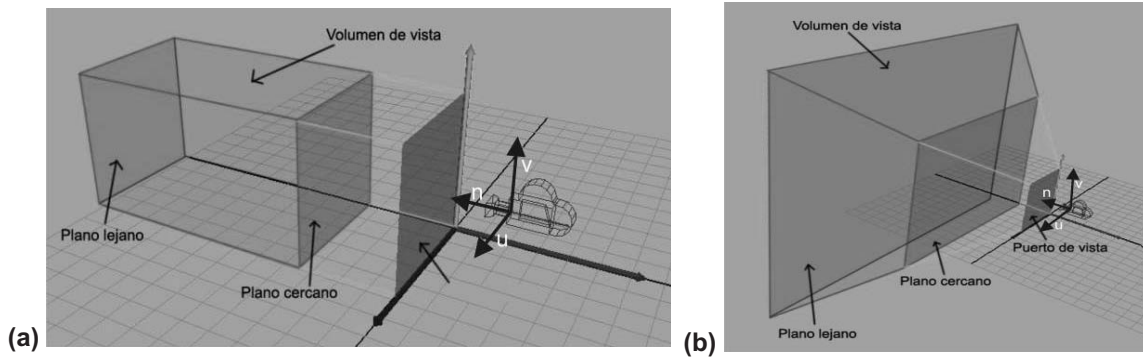 Volumen de vista
v
n
u
Plano lejano
Plano cercano
(a)
Volumen de vista
v
n
u
Puerto de vista
Plano cercano
Plano lejano
(b)